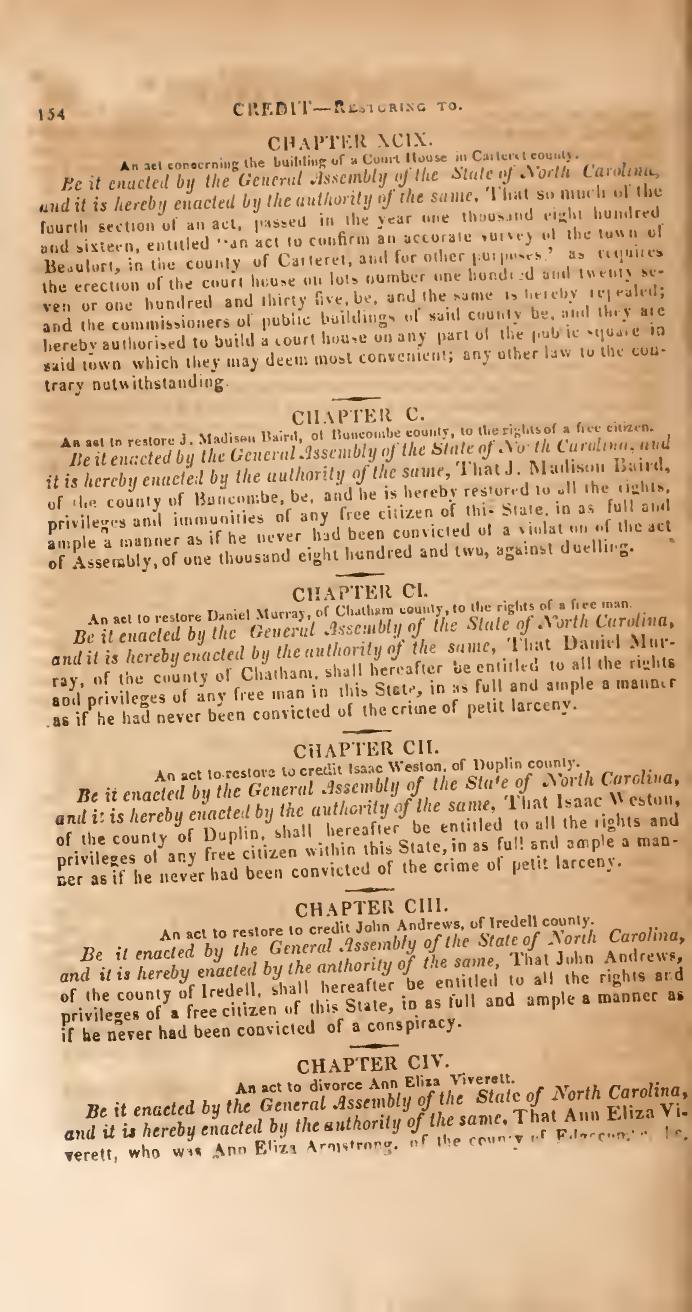 154
CREDIT—RESTORING TO.
CHAPTER XCIX.
An act concerning the building of a Court House in Carteret county.
Be it enacted by the General Assembly of the State of North Carolina,
and it is hereby enacted by the authority of the same, That so much of the
fourth section of an act, passed in the year one thousand eight hundred
and sixteen, entitled "an act to confirm an accurate survey of the town of
Beaufort, in the county of Carteret, and for other purposes." as requires
the erection of the court house on lots number one hundred and twenty se-
ven or one hundred and thirty five, be, and the same is hereby repealed;
and the commissioners of public buildings of said county be, and they are
hereby authorised to build a court house on any part of the public square in
said town which they may deem most convenient; any other law to the con-
trary notwithstanding.
CHAPTER C.
An act to restore J. Madison Baird, of Buncombe county, to the rights of a free citizen.
Be it enacted by the General Assembly of the State of North Carolina, and
it is hereby enacted by the authority of the same, That J. Madison Baird,
of the county of Buncombe, be, and he is hereby restored to all the rights,
privileges and immunities of any free citizen of this State, in as full and
ample a manner as if he never had been convicted of a violation of the act
of Assembly, of one thousand eight hundred and two, against duelling.
CHAPTER CI.
An act to restore Daniel Murray, of Chatham county, to the rights of a free man.
Be it enacted by the General Assembly of the State of North Carolina,
and it is hereby enacted by the authority of the same, That Daniel Mur-
ray, of the county of Chatham, shall hereafter be entitled to all the rights
and privileges of any free man in this State, in as full and ample a manner
as if he had never been convicted of the crime of petit larceny.
CHAPTER CII.
An act to restore to credit Isaac Weston, of Duplin county.
Be it enacted by the General Assembly of the State of North Carolina,
and it is hereby enacted by the authority of the same, That Isaac Weston,
of the county of Duplin, shall hereafter be entitled to all the rights and
privileges of any free citizen within this State, in as full and ample a man-
ner as if he never had been convicted of the crime of petit larceny.
CHAPTER CIII.
An act to restore to credit John Andrews, of Iredell county.
Be it enacted by the General Assembly of the State of North Carolina,
and it is hereby enacted by the authority of the same, That John Andrews,
of the county of Iredell, shall hereafter be entitled to all the rights and
privileges of a free citizen of this State, in as full and ample a manner as
if he never had been convicted of a conspiracy.
CHAPTER CIV.
An act to divorce Ann Eliza Viverett.
Be it enacted by the General Assembly of the State of North Carolina,
and it is hereby enacted by the authority of the same, That Ann Eliza Vi-
verett, who was Ann Eliza Armstrong, of the county of